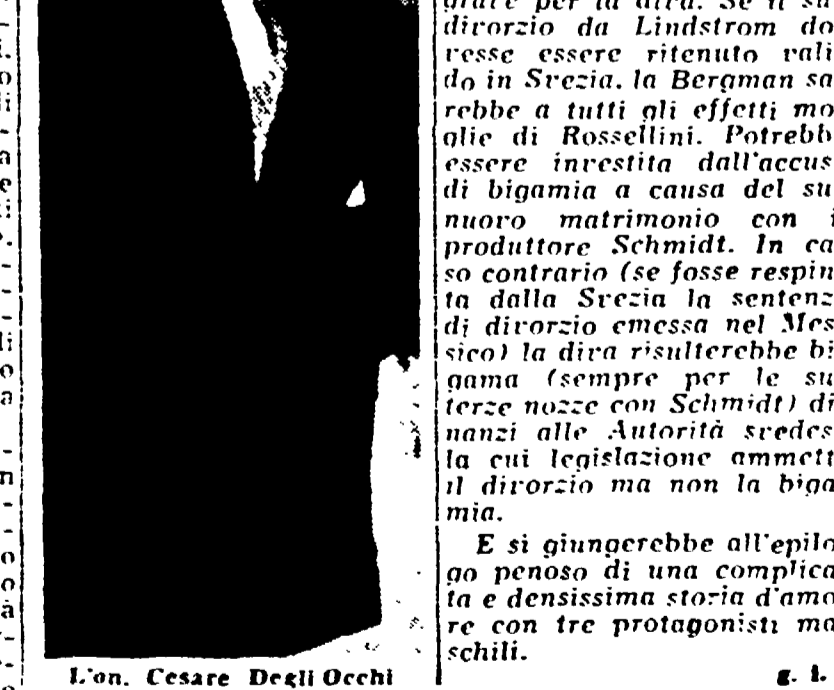 L'on. Cesare Degli Occhi
divorzio da Lindstrom do
vesse essere ritenuto vali
do in Svezia, la Bergman sa
rebbe a tutti gli effetti mo
glie di Rossellini. Potrebb
essere investita dall'accus
di bigamia a causa del su
nuovo matrimonio con i
produttore Schmidt. In ca
so contrario (se fosse respin
ta dalla Svezia la sentenz
di divorzio emessa nel Mes
sico) la diva risulterebbe bi
gama (sempre per le su
terze nozze con Schmidt) di
nanzi alle Autorità svedes
la cui legislazione ammett
il divorzio ma non la biga
mia.
E si giungerebbe all'epilo
go penoso di una complica
ta e densissima storia d'amo
re con tre protagonisti ma
schili.
g. l.